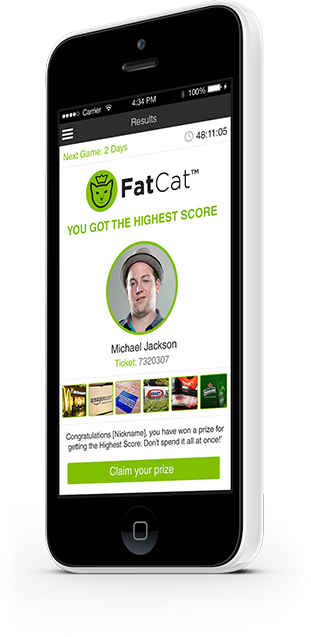 Carrier 4:34 PM 100%
Results
Next Game: 2 Days 48:11:05
FatCat™
YOU GOT THE HIGHEST SCORE
Michael Jackson
Ticket: 7320307
Congratulations [Nickname], you have won a prize for
getting the Highest Score. Don't spend it all at once!'
Claim your prize